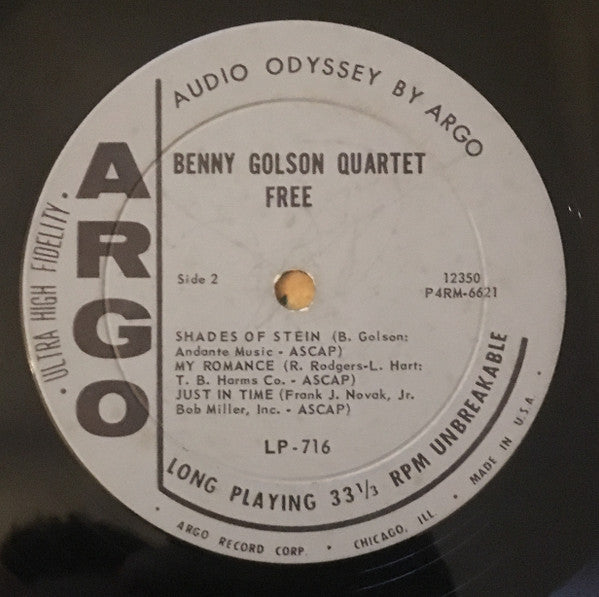 AUDIO ODYSSEY BY ARGO
ARGO
• ULTRA HIGH FIDELITY •
BENNY GOLSON QUARTET
FREE
Side 2
12350
P4RM-6621
SHADES OF STEIN (B. Golson:
Andante Music - ASCAP)
MY ROMANCE (R. Rodgers-L. Hart:
T. B. Harms Co. - ASCAP)
JUST IN TIME (Frank J. Novak, Jr.
Bob Miller, Inc. - ASCAP)
LP-716
LONG PLAYING 33⅓ RPM UNBREAKABLE
• ARGO RECORD CORP. • CHICAGO, ILL. • MADE IN U.S.A. •